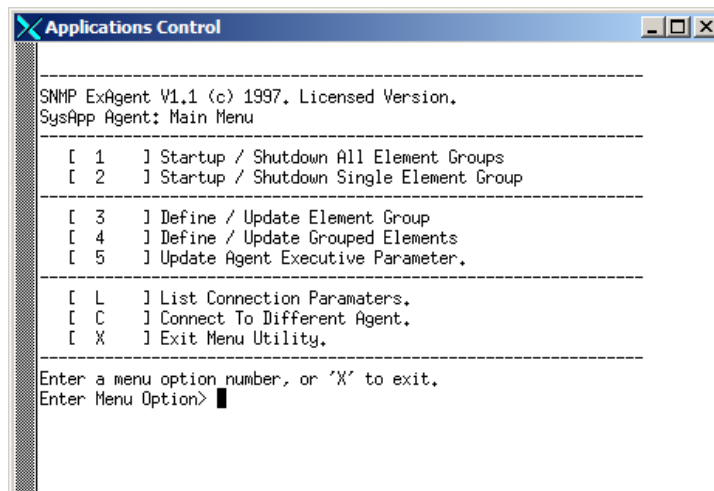 Applications Control
SNMP ExAgent V1.1 (c) 1997. Licensed Version.
SysApp Agent: Main Menu
[ 1 ] Startup / Shutdown All Element Groups
[ 2 ] Startup / Shutdown Single Element Group
[ 3 ] Define / Update Element Group
[ 4 ] Define / Update Grouped Elements
[ 5 ] Update Agent Executive Parameter.
[ L ] List Connection Paramaters.
[ C ] Connect To Different Agent.
[ X ] Exit Menu Utility.
Enter a menu option number, or 'X' to exit.
Enter Menu Option>